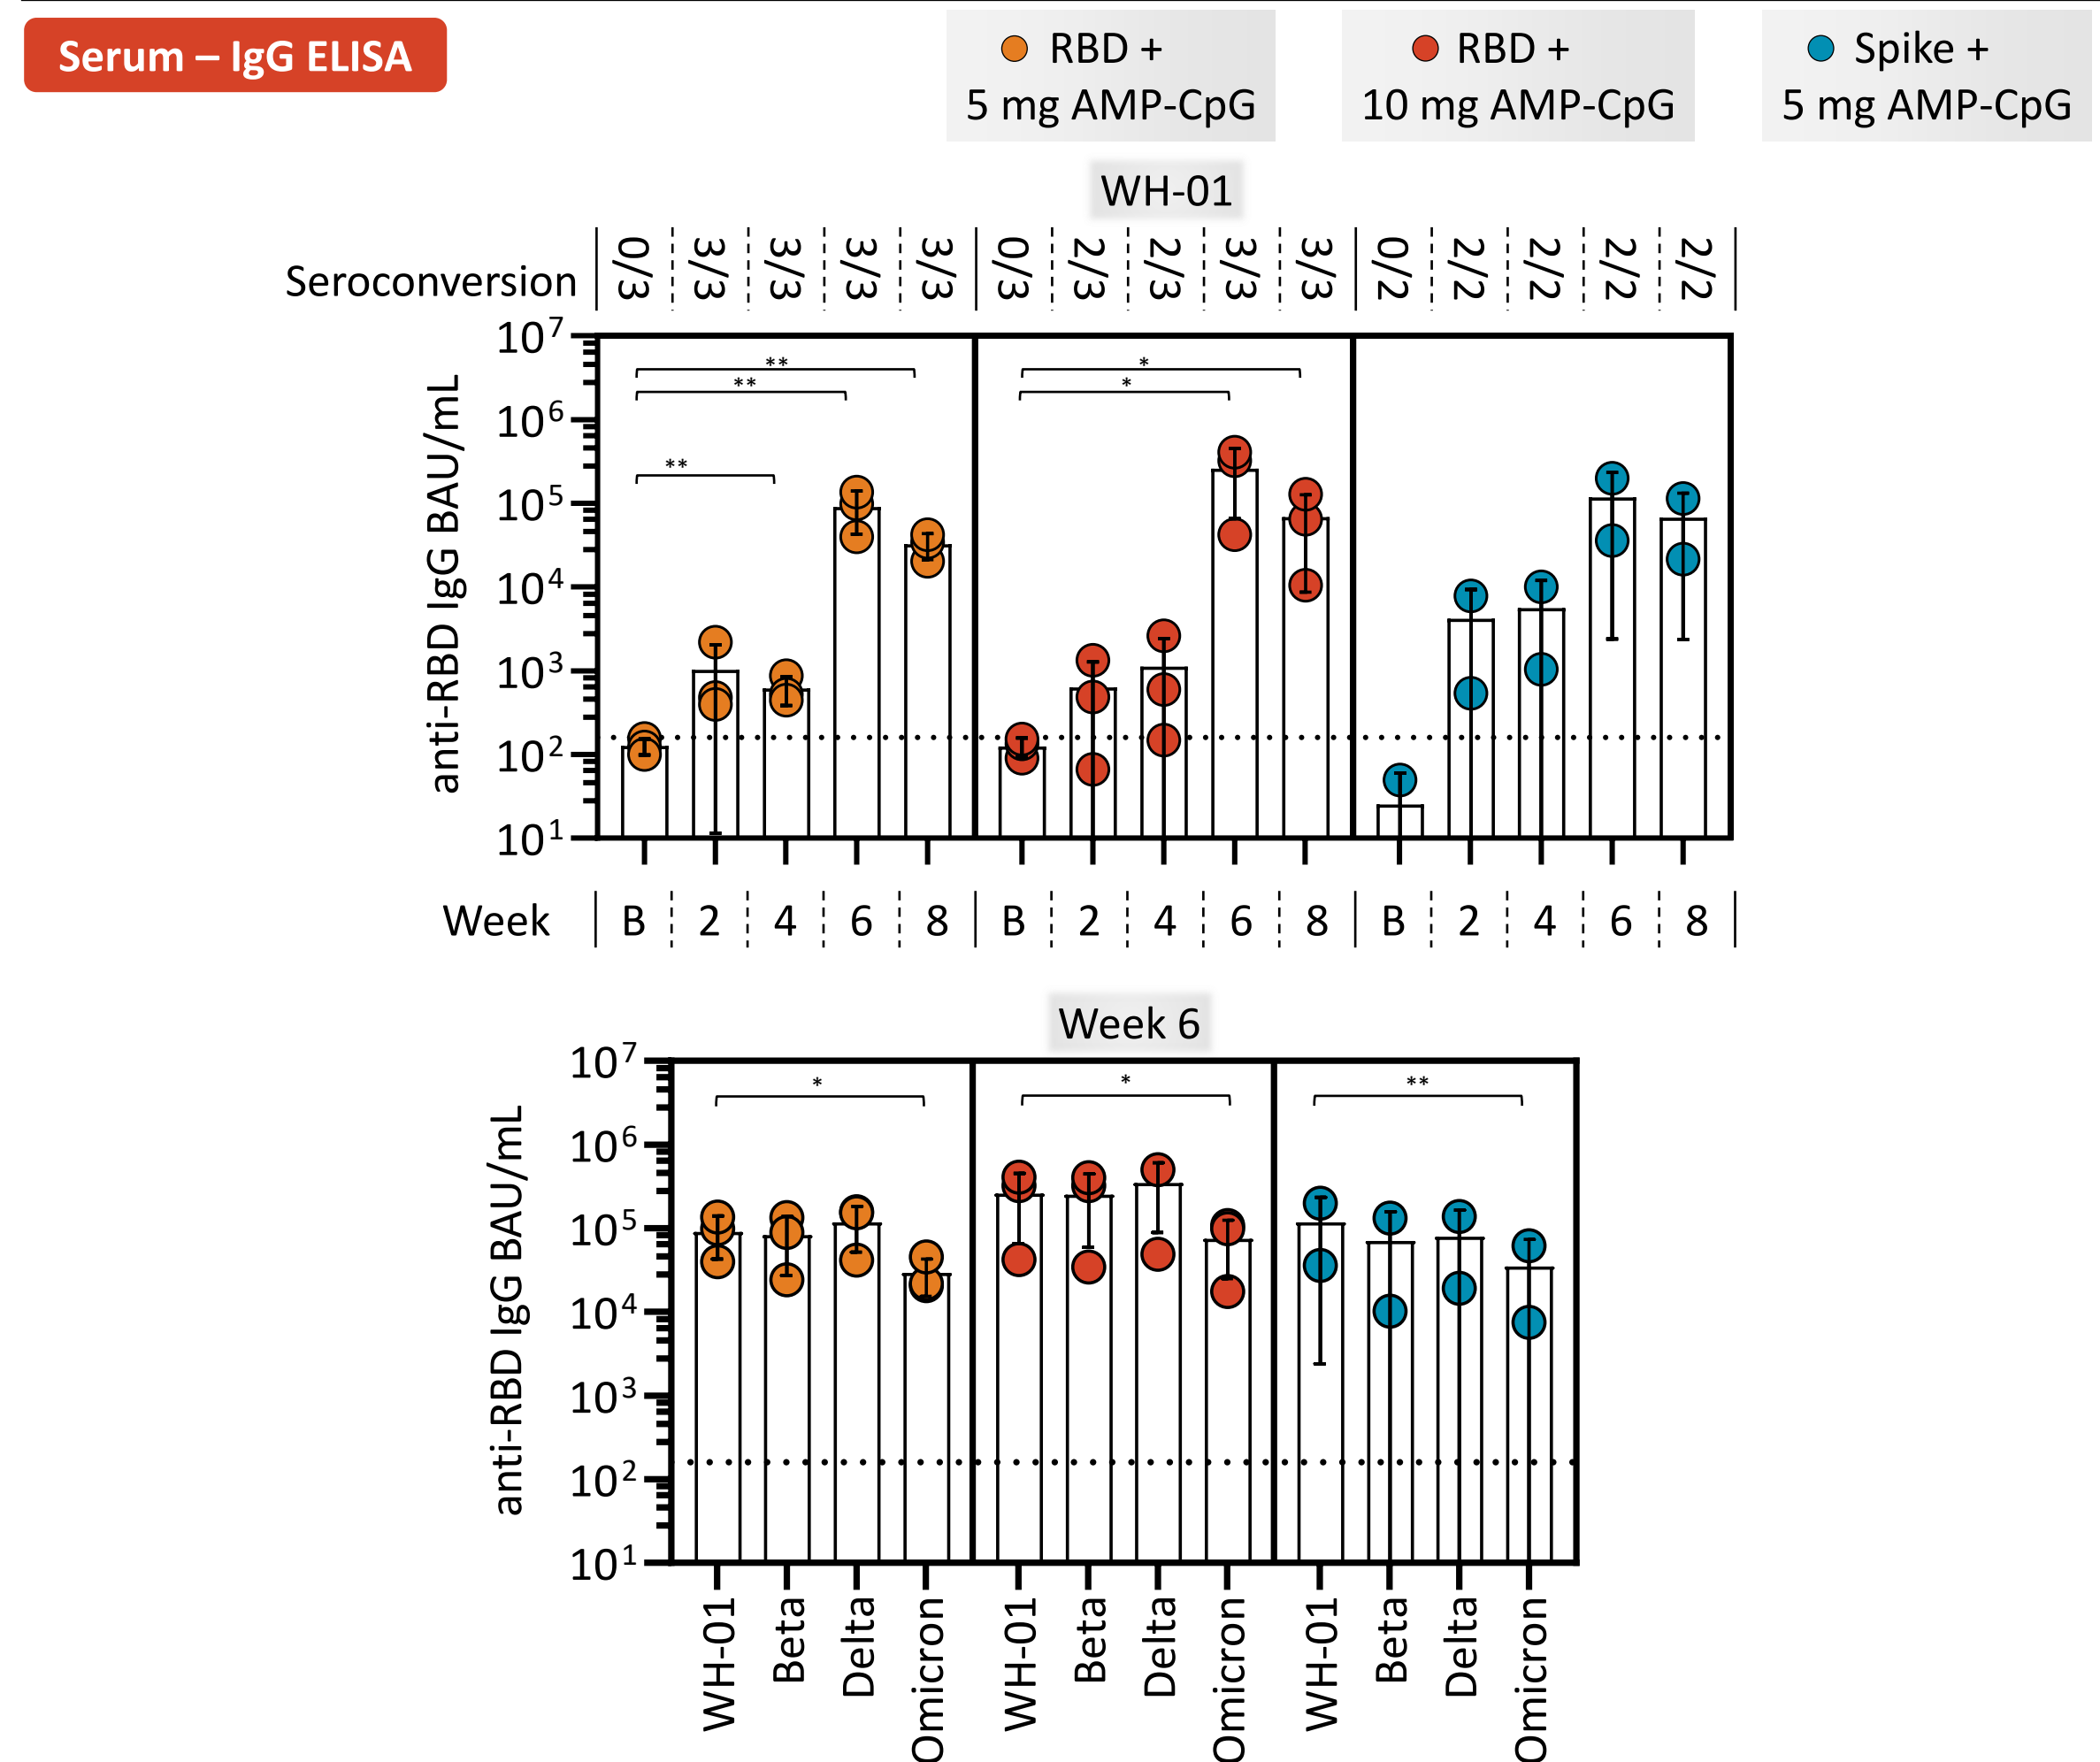 Serum – IgG ELISA
RBD +
5 mg AMP-CpG
RBD +
10 mg AMP-CpG
Spike +
5 mg AMP-CpG
WH-01
Seroconversion 0/3 3/3 3/3 3/3 3/3 0/3 2/3 2/3 3/3 3/3 0/2 2/2 2/2 2/2 2/2
anti-RBD IgG BAU/mL
10⁷
10⁶
10⁵
10⁴
10³
10²
10¹
** ** **
* *
Week B 2 4 6 8 B 2 4 6 8 B 2 4 6 8
Week 6
anti-RBD IgG BAU/mL
10⁷
10⁶
10⁵
10⁴
10³
10²
10¹
* * **
WH-01 Beta Delta Omicron WH-01 Beta Delta Omicron WH-01 Beta Delta Omicron